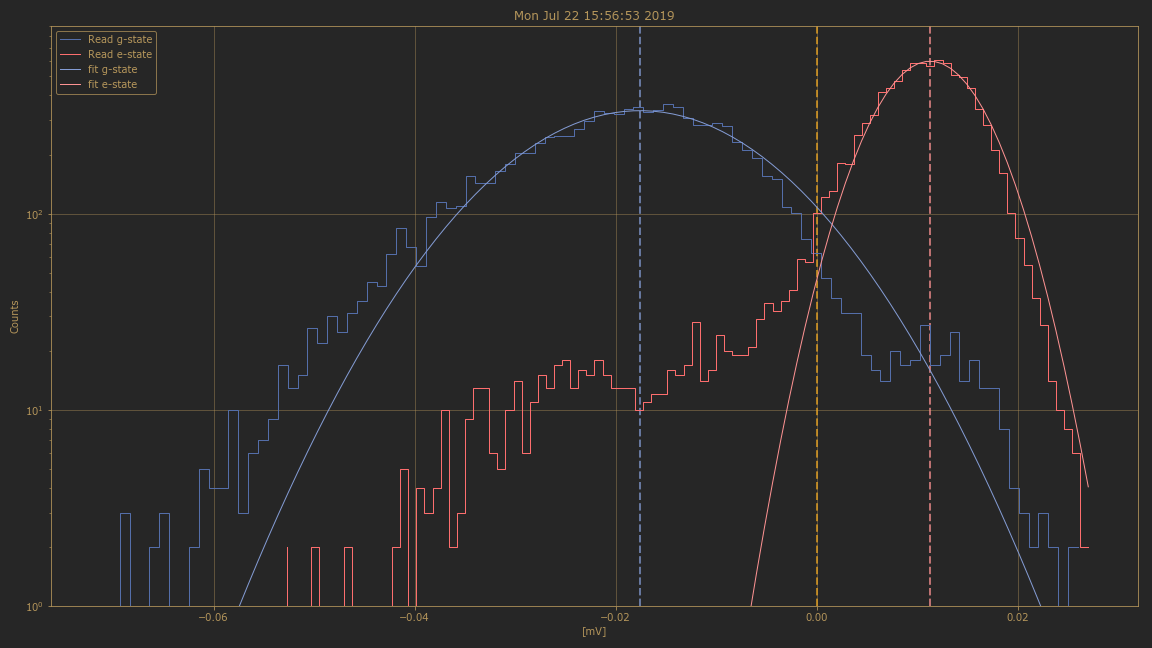 Mon Jul 22 15:56:53 2019
Read g-state
Read e-state
fit g-state
fit e-state
Counts
10²
10¹
10⁰
−0.06
−0.04
−0.02
0.00
0.02
[mV]